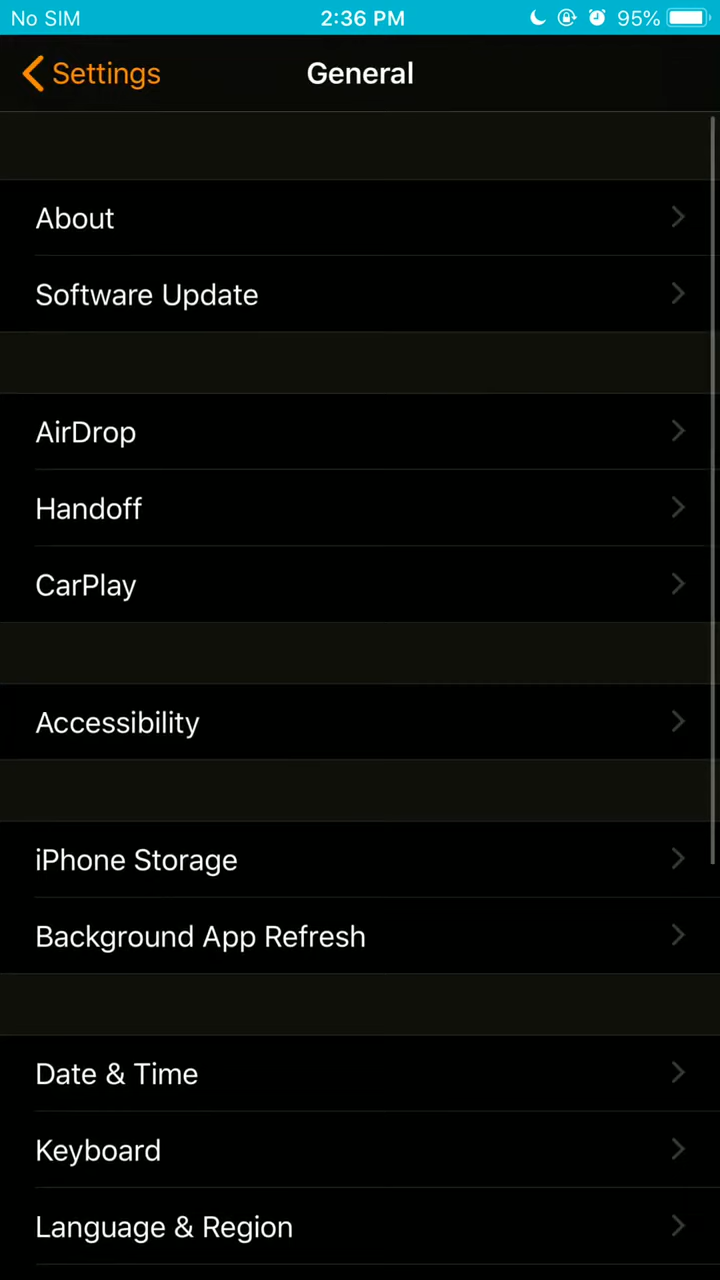 No SIM 2:36 PM 95%
Settings General
About
Software Update
AirDrop
Handoff
CarPlay
Accessibility
iPhone Storage
Background App Refresh
Date & Time
Keyboard
Language & Region